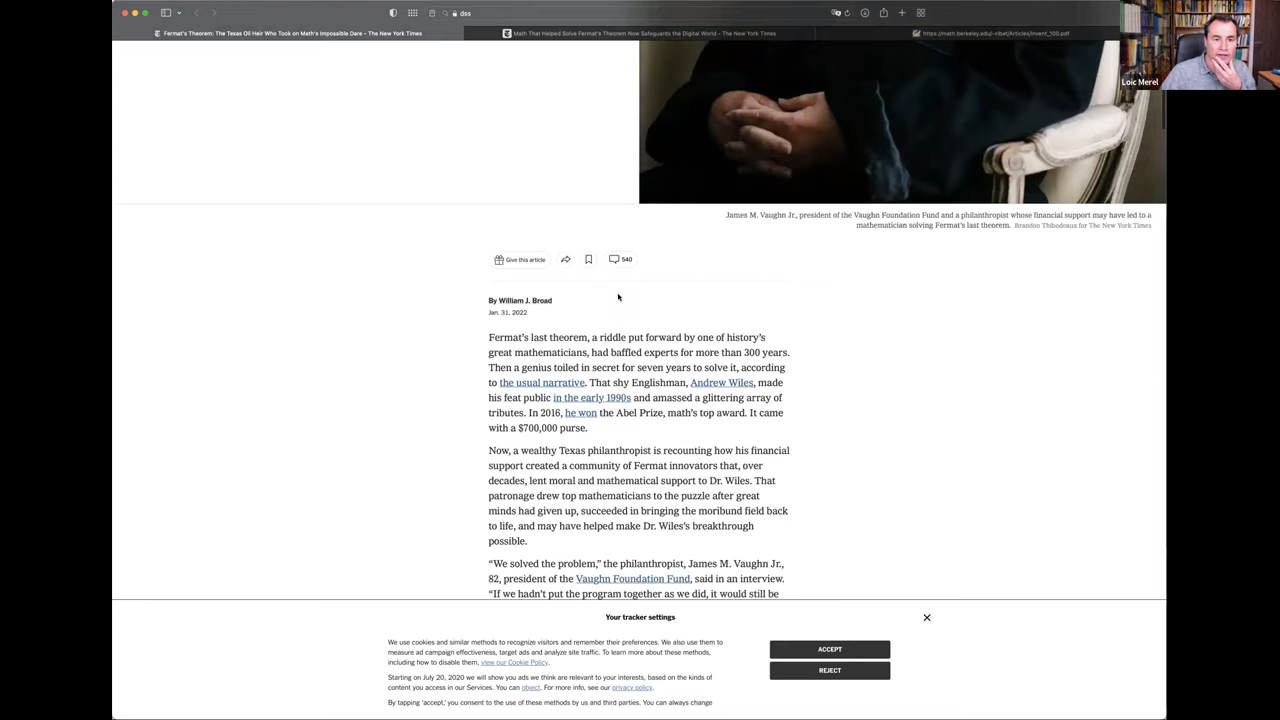 dss
Fermat's Theorem: The Texas Oil Heir Who Took on Math's Impossible Dare - The New York Times
Math That Helped Solve Fermat's Theorem Now Safeguards the Digital World - The New York Times
https://math.berkeley.edu/~ribet/Articles/invent_100.pdf
Loic Merel
James M. Vaughn Jr., president of the Vaughn Foundation Fund and a philanthropist whose financial support may have led to a
mathematician solving Fermat's last theorem. Brandon Thibodeaux for The New York Times
Give this article
540
By William J. Broad
Jan. 31, 2022
Fermat's last theorem, a riddle put forward by one of history's
great mathematicians, had baffled experts for more than 300 years.
Then a genius toiled in secret for seven years to solve it, according
to the usual narrative. That shy Englishman, Andrew Wiles, made
his feat public in the early 1990s and amassed a glittering array of
tributes. In 2016, he won the Abel Prize, math's top award. It came
with a $700,000 purse.
Now, a wealthy Texas philanthropist is recounting how his financial
support created a community of Fermat innovators that, over
decades, lent moral and mathematical support to Dr. Wiles. That
patronage drew top mathematicians to the puzzle after great
minds had given up, succeeded in bringing the moribund field back
to life, and may have helped make Dr. Wiles's breakthrough
possible.
“We solved the problem,” the philanthropist, James M. Vaughn Jr.,
82, president of the Vaughn Foundation Fund, said in an interview.
“If we hadn't put the program together as we did, it would still be
Your tracker settings
We use cookies and similar methods to recognize visitors and remember their preferences. We also use them to
measure ad campaign effectiveness, target ads and analyze site traffic. To learn more about these methods,
including how to disable them, view our Cookie Policy.
Starting on July 20, 2020 we will show you ads we think are relevant to your interests, based on the kinds of
content you access in our Services. You can object. For more info, see our privacy policy.
By tapping 'accept,' you consent to the use of these methods by us and third parties. You can always change
ACCEPT
REJECT